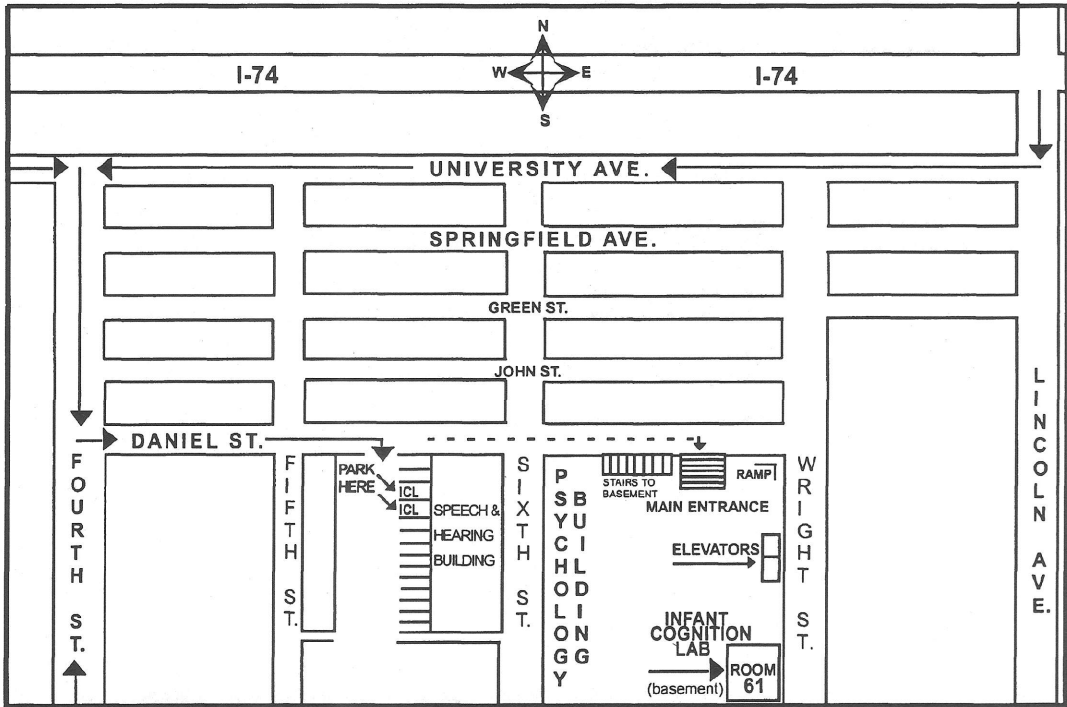 N
I-74
W
E
I-74
S
UNIVERSITY AVE.
SPRINGFIELD AVE.
GREEN ST.
JOHN ST.
LINCOLN AVE.
DANIEL ST.
FOURTH ST.
FIFTH ST.
PARK
HERE
ICL
ICL
SPEECH &
HEARING
BUILDING
SIXTH ST.
PSYCHOLOGY
BUILDING
STAIRS TO
BASEMENT
RAMP
MAIN ENTRANCE
WRIGHT ST.
ELEVATORS
INFANT
COGNITION
LAB
(basement)
ROOM
61